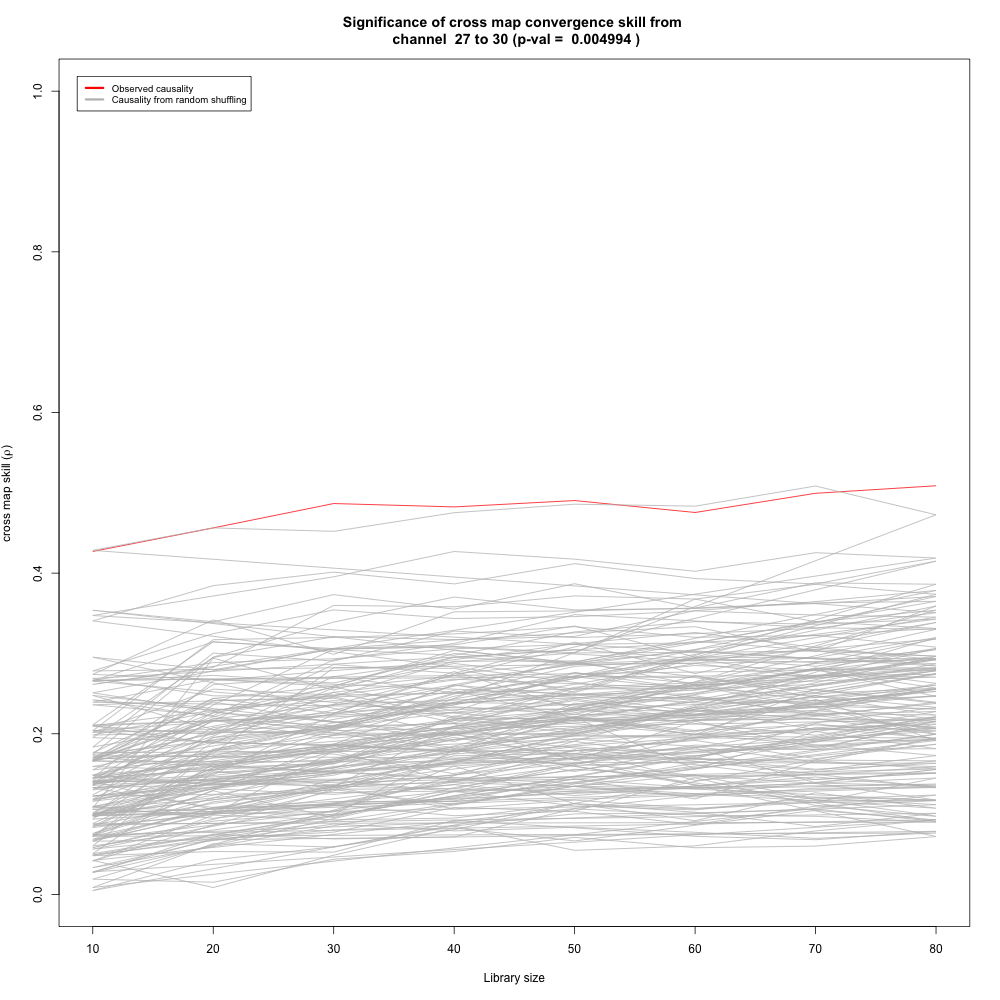 Significance of cross map convergence skill from
channel  27 to 30 (p-val =  0.004994 )
Observed causality
Causality from random shuffling
1.0
0.8
0.6
0.4
0.2
0.0
cross map skill (ρ)
10 20 30 40 50 60 70 80
Library size